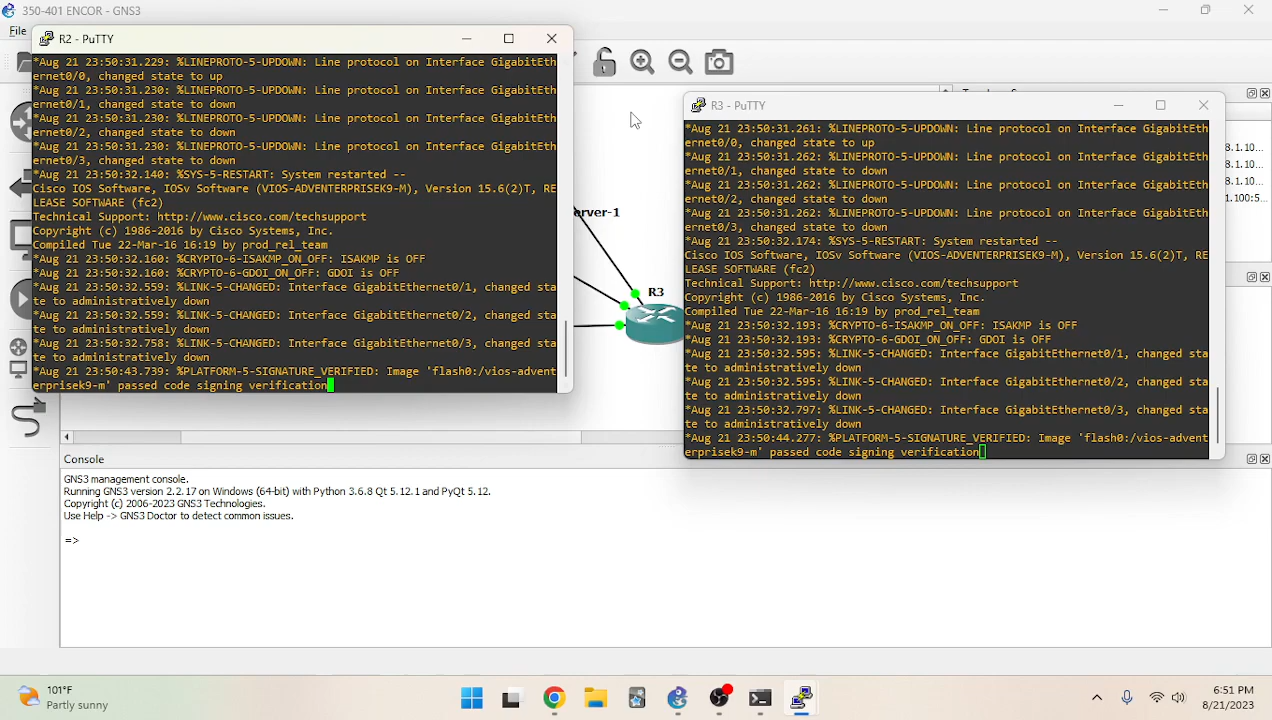 350-401 ENCOR - GNS3
File
R2 - PuTTY
*Aug 21 23:50:31.229: %LINEPROTO-5-UPDOWN: Line protocol on Interface GigabitEth
ernet0/0, changed state to up
*Aug 21 23:50:31.230: %LINEPROTO-5-UPDOWN: Line protocol on Interface GigabitEth
ernet0/1, changed state to down
*Aug 21 23:50:31.230: %LINEPROTO-5-UPDOWN: Line protocol on Interface GigabitEth
ernet0/2, changed state to down
*Aug 21 23:50:31.230: %LINEPROTO-5-UPDOWN: Line protocol on Interface GigabitEth
ernet0/3, changed state to down
*Aug 21 23:50:32.140: %SYS-5-RESTART: System restarted --
Cisco IOS Software, IOSv Software (VIOS-ADVENTERPRISEK9-M), Version 15.6(2)T, RE
LEASE SOFTWARE (fc2)
Technical Support: http://www.cisco.com/techsupport
Copyright (c) 1986-2016 by Cisco Systems, Inc.
Compiled Tue 22-Mar-16 16:19 by prod_rel_team
*Aug 21 23:50:32.160: %CRYPTO-6-ISAKMP_ON_OFF: ISAKMP is OFF
*Aug 21 23:50:32.160: %CRYPTO-6-GDOI_ON_OFF: GDOI is OFF
*Aug 21 23:50:32.559: %LINK-5-CHANGED: Interface GigabitEthernet0/1, changed sta
te to administratively down
*Aug 21 23:50:32.559: %LINK-5-CHANGED: Interface GigabitEthernet0/2, changed sta
te to administratively down
*Aug 21 23:50:32.758: %LINK-5-CHANGED: Interface GigabitEthernet0/3, changed sta
te to administratively down
*Aug 21 23:50:43.739: %PLATFORM-5-SIGNATURE_VERIFIED: Image 'flash0:/vios-advent
erprisek9-m' passed code signing verification
erver-1
R3
R3 - PuTTY
*Aug 21 23:50:31.261: %LINEPROTO-5-UPDOWN: Line protocol on Interface GigabitEth
ernet0/0, changed state to up
*Aug 21 23:50:31.262: %LINEPROTO-5-UPDOWN: Line protocol on Interface GigabitEth
ernet0/1, changed state to down
*Aug 21 23:50:31.262: %LINEPROTO-5-UPDOWN: Line protocol on Interface GigabitEth
ernet0/2, changed state to down
*Aug 21 23:50:31.262: %LINEPROTO-5-UPDOWN: Line protocol on Interface GigabitEth
ernet0/3, changed state to down
*Aug 21 23:50:32.174: %SYS-5-RESTART: System restarted --
Cisco IOS Software, IOSv Software (VIOS-ADVENTERPRISEK9-M), Version 15.6(2)T, RE
LEASE SOFTWARE (fc2)
Technical Support: http://www.cisco.com/techsupport
Copyright (c) 1986-2016 by Cisco Systems, Inc.
Compiled Tue 22-Mar-16 16:19 by prod_rel_team
*Aug 21 23:50:32.193: %CRYPTO-6-ISAKMP_ON_OFF: ISAKMP is OFF
*Aug 21 23:50:32.193: %CRYPTO-6-GDOI_ON_OFF: GDOI is OFF
*Aug 21 23:50:32.595: %LINK-5-CHANGED: Interface GigabitEthernet0/1, changed sta
te to administratively down
*Aug 21 23:50:32.595: %LINK-5-CHANGED: Interface GigabitEthernet0/2, changed sta
te to administratively down
*Aug 21 23:50:32.797: %LINK-5-CHANGED: Interface GigabitEthernet0/3, changed sta
te to administratively down
*Aug 21 23:50:44.277: %PLATFORM-5-SIGNATURE_VERIFIED: Image 'flash0:/vios-advent
erprisek9-m' passed code signing verification
8.1.10...
8.1.10...
8.1.10...
.100:5...
Console
GNS3 management console.
Running GNS3 version 2.2.17 on Windows (64-bit) with Python 3.6.8 Qt 5.12.1 and PyQt 5.12.
Copyright (c) 2006-2023 GNS3 Technologies.
Use Help -> GNS3 Doctor to detect common issues.
=>
101°F
Partly sunny
6:51 PM
8/21/2023